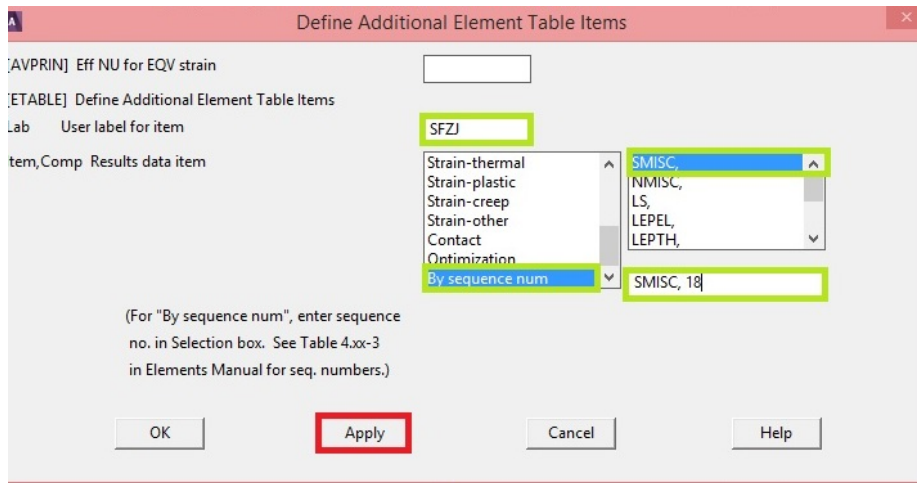 Define Additional Element Table Items
[AVPRIN] Eff NU for EQV strain
[ETABLE] Define Additional Element Table Items
Lab User label for item SFZJ
tem,Comp Results data item
Strain-thermal
Strain-plastic
Strain-creep
Strain-other
Contact
Optimization
By sequence num
SMISC,
NMISC,
LS,
LEPEL,
LEPTH,
SMISC, 18
(For "By sequence num", enter sequence
no. in Selection box. See Table 4.xx-3
in Elements Manual for seq. numbers.)
OK Apply Cancel Help